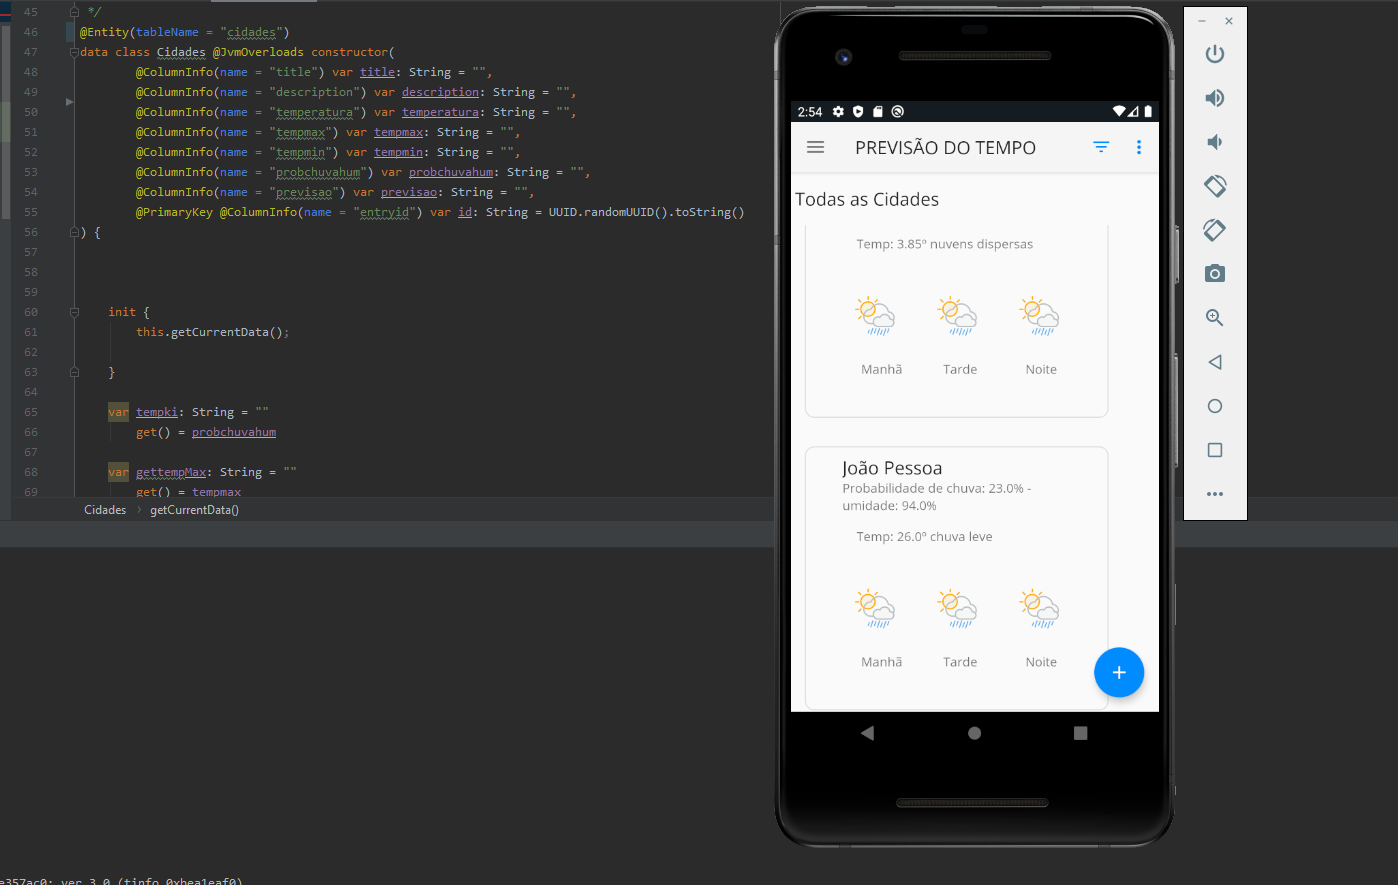 45 */
46 @Entity(tableName = "cidades")
47 data class Cidades @JvmOverloads constructor(
48 @ColumnInfo(name = "title") var title: String = "",
49 @ColumnInfo(name = "description") var description: String = "",
50 @ColumnInfo(name = "temperatura") var temperatura: String = "",
51 @ColumnInfo(name = "tempmax") var tempmax: String = "",
52 @ColumnInfo(name = "tempmin") var tempmin: String = "",
53 @ColumnInfo(name = "probchuvahum") var probchuvahum: String = "",
54 @ColumnInfo(name = "previsao") var previsao: String = "",
55 @PrimaryKey @ColumnInfo(name = "entryid") var id: String = UUID.randomUUID().toString()
56 ) {
57
58
59
60 init {
61 this.getCurrentData();
62
63 }
64
65 var tempki: String = ""
66 get() = probchuvahum
67
68 var gettempMax: String = ""
69 get() = tempmax
Cidades > getCurrentData()
e357ac0: ver 3.0 (tinfo 0xbea1eaf0)
2:54
PREVISÃO DO TEMPO
Todas as Cidades
Temp: 3.85º nuvens dispersas
Manhã Tarde Noite
João Pessoa
Probabilidade de chuva: 23.0% -
umidade: 94.0%
Temp: 26.0º chuva leve
Manhã Tarde Noite